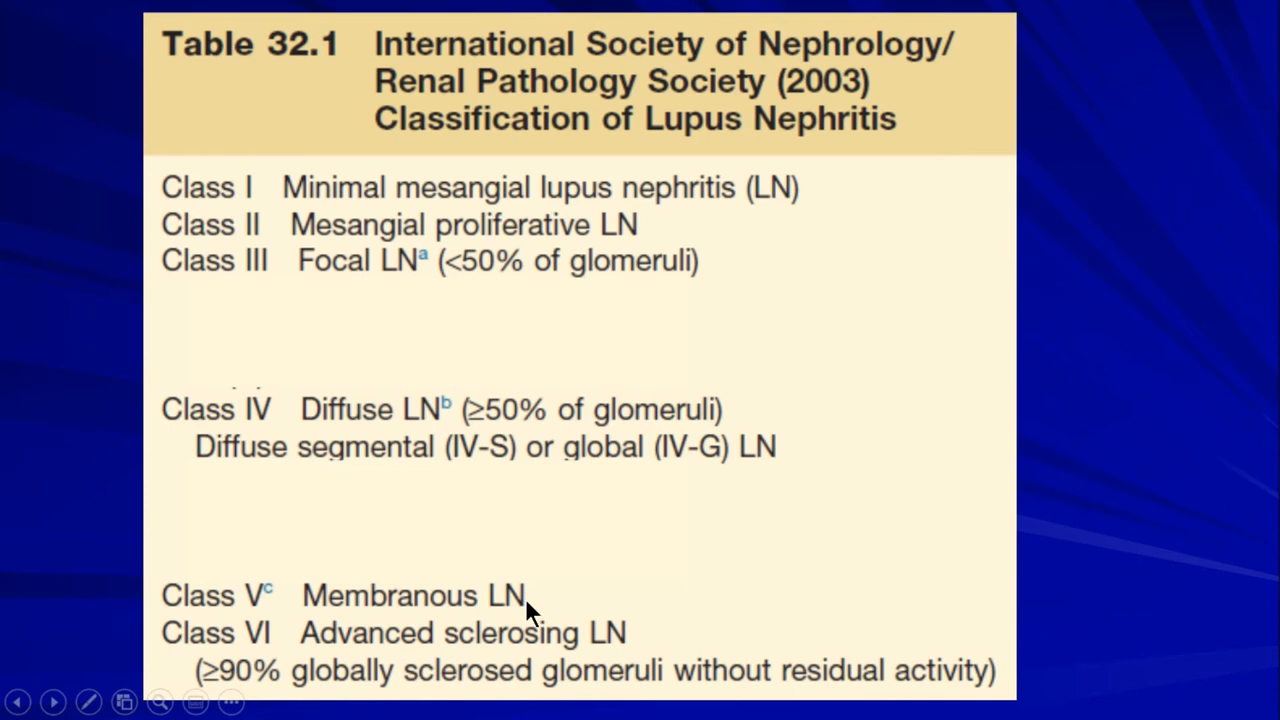 Table 32.1 International Society of Nephrology/
Renal Pathology Society (2003)
Classification of Lupus Nephritis
Class I Minimal mesangial lupus nephritis (LN)
Class II Mesangial proliferative LN
Class III Focal LNᵃ (<50% of glomeruli)
Class IV Diffuse LNᵇ (≥50% of glomeruli)
Diffuse segmental (IV-S) or global (IV-G) LN
Class Vᶜ Membranous LN
Class VI Advanced sclerosing LN
(≥90% globally sclerosed glomeruli without residual activity)